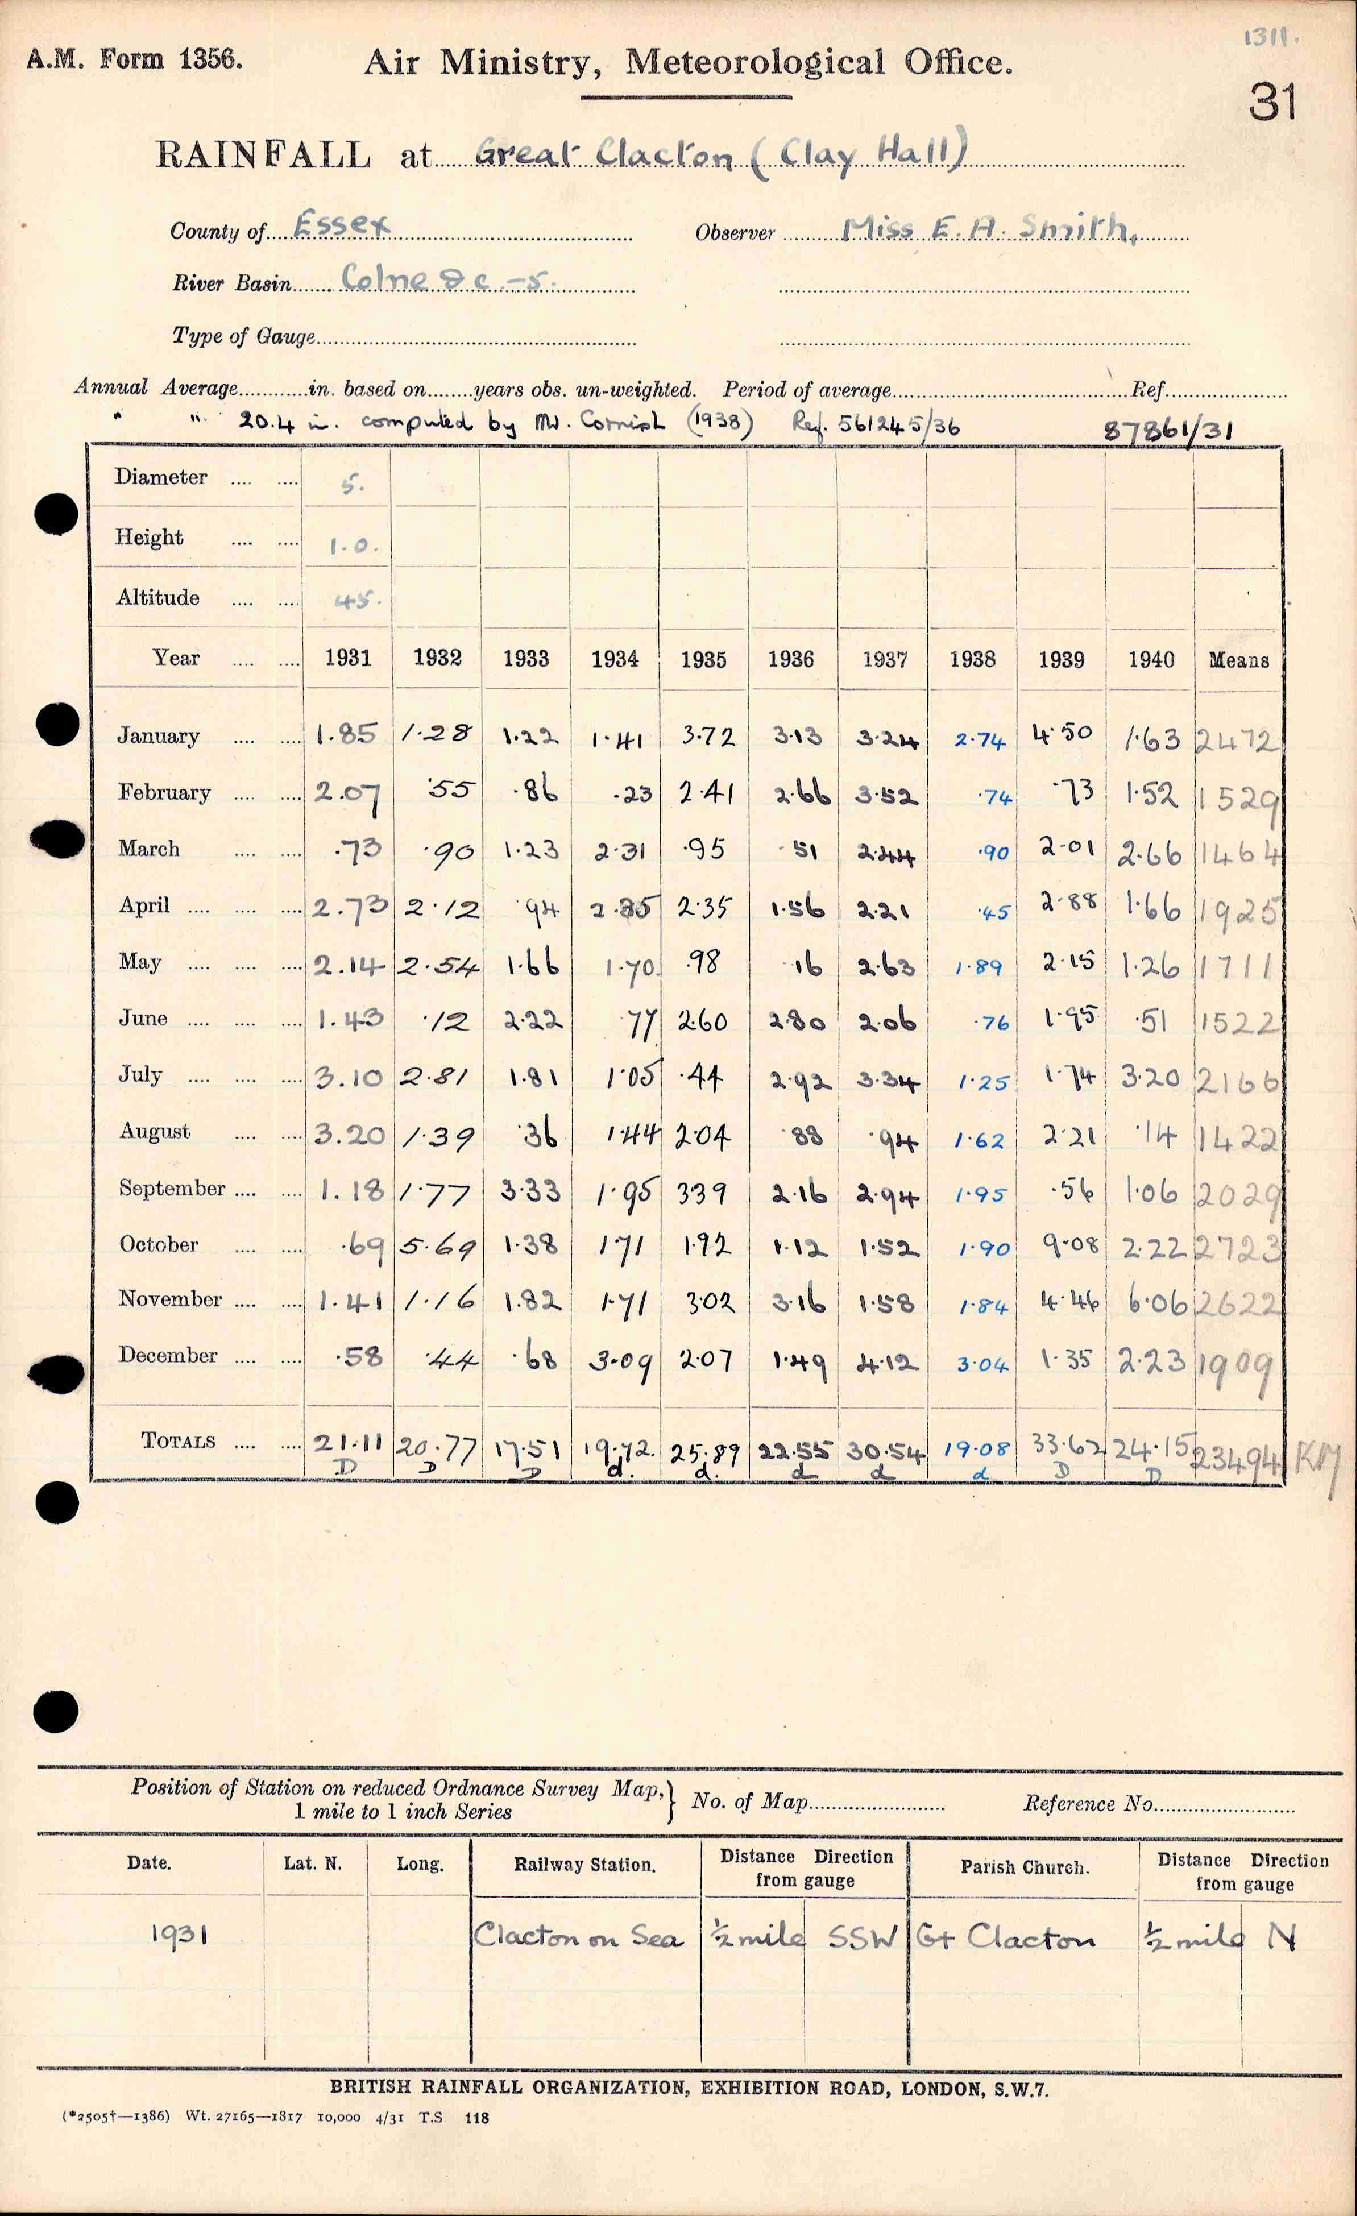 1311.
A.M. Form 1356. Air Ministry, Meteorological Office.
31
RAINFALL at Great Clacton (Clay Hall)
County of Essex Observer Miss E. A. Smith.
River Basin Colne &c. -5.
Type of Gauge
Annual Average in. based on years obs. un-weighted. Period of average Ref.
" " 20.4 in. computed by Mr. Cornish (1938) Ref. 561245/36 87861/31
Diameter .... .... 5.
Height .... .... 1.0.
Altitude .... .... 45.
Year .... .... 1931 1932 1933 1934 1935 1936 1937 1938 1939 1940 Means
January .... .... 1.85 1.28 1.22 1.41 3.72 3.13 3.24 2.74 4.50 1.63 2472
February .... .... 2.07 .55 .86 .23 2.41 2.66 3.52 .74 .73 1.52 1529
March .... .... .73 .90 1.23 2.31 .95 .51 2.44 .90 2.01 2.66 1464
April .... .... .... 2.73 2.12 .94 2.35 2.35 1.56 2.21 .45 2.88 1.66 1925
May .... .... .... 2.14 2.54 1.66 1.70 .98 .16 2.63 1.89 2.15 1.26 1711
June .... .... .... 1.43 .12 2.22 .77 2.60 2.80 2.06 .76 1.95 .51 1522
July .... .... .... 3.10 2.81 1.81 1.05 .44 2.92 3.34 1.25 1.74 3.20 2166
August .... .... 3.20 1.39 .36 1.44 2.04 .88 .94 1.62 2.21 .14 1422
September .... .... 1.18 1.77 3.33 1.95 3.39 2.16 2.94 1.95 .56 1.06 2029
October .... .... .69 5.69 1.38 1.71 1.92 1.12 1.52 1.90 9.08 2.22 2723
November .... .... 1.41 1.16 1.82 1.71 3.02 3.16 1.58 1.84 4.46 6.06 2622
December .... .... .58 .44 .68 3.09 2.07 1.49 4.12 3.04 1.35 2.23 1909
TOTALS .... .... 21.11 20.77 17.51 19.72 25.89 22.55 30.54 19.08 33.62 24.15 23494 KM
D D D d. d. d d d D D
Position of Station on reduced Ordnance Survey Map,} No. of Map Reference No.
1 mile to 1 inch Series
Date. Lat. N. Long. Railway Station. Distance Direction from gauge Parish Church. Distance Direction from gauge
1931 Clacton on Sea ½ mile SSW Gt Clacton ½ mile N
BRITISH RAINFALL ORGANIZATION, EXHIBITION ROAD, LONDON, S.W.7.
(*2505†—1386) Wt. 27165—1817 10,000 4/31 T.S 118